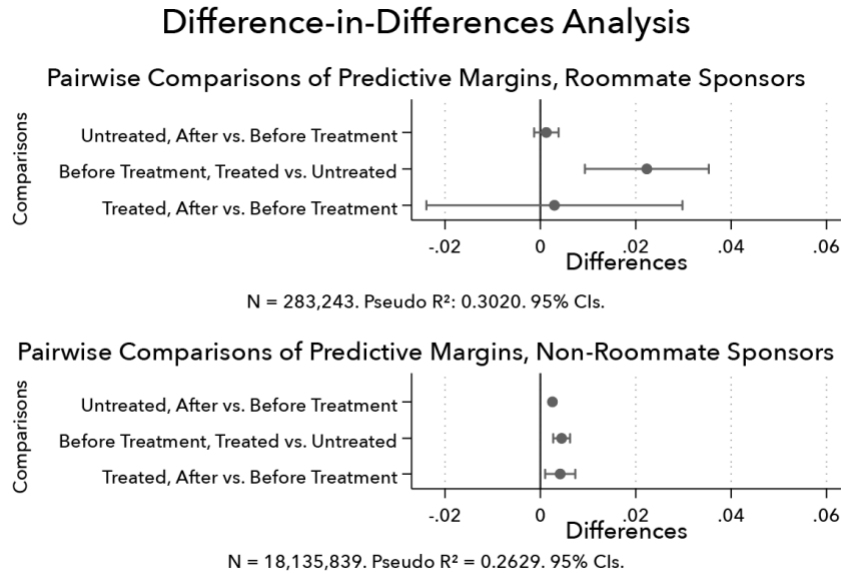 Difference-in-Differences Analysis
Pairwise Comparisons of Predictive Margins, Roommate Sponsors
Comparisons
Untreated, After vs. Before Treatment
Before Treatment, Treated vs. Untreated
Treated, After vs. Before Treatment
-.02 0 .02 .04 .06
Differences
N = 283,243. Pseudo R²: 0.3020. 95% CIs.
Pairwise Comparisons of Predictive Margins, Non-Roommate Sponsors
Comparisons
Untreated, After vs. Before Treatment
Before Treatment, Treated vs. Untreated
Treated, After vs. Before Treatment
-.02 0 .02 .04 .06
Differences
N = 18,135,839. Pseudo R² = 0.2629. 95% CIs.